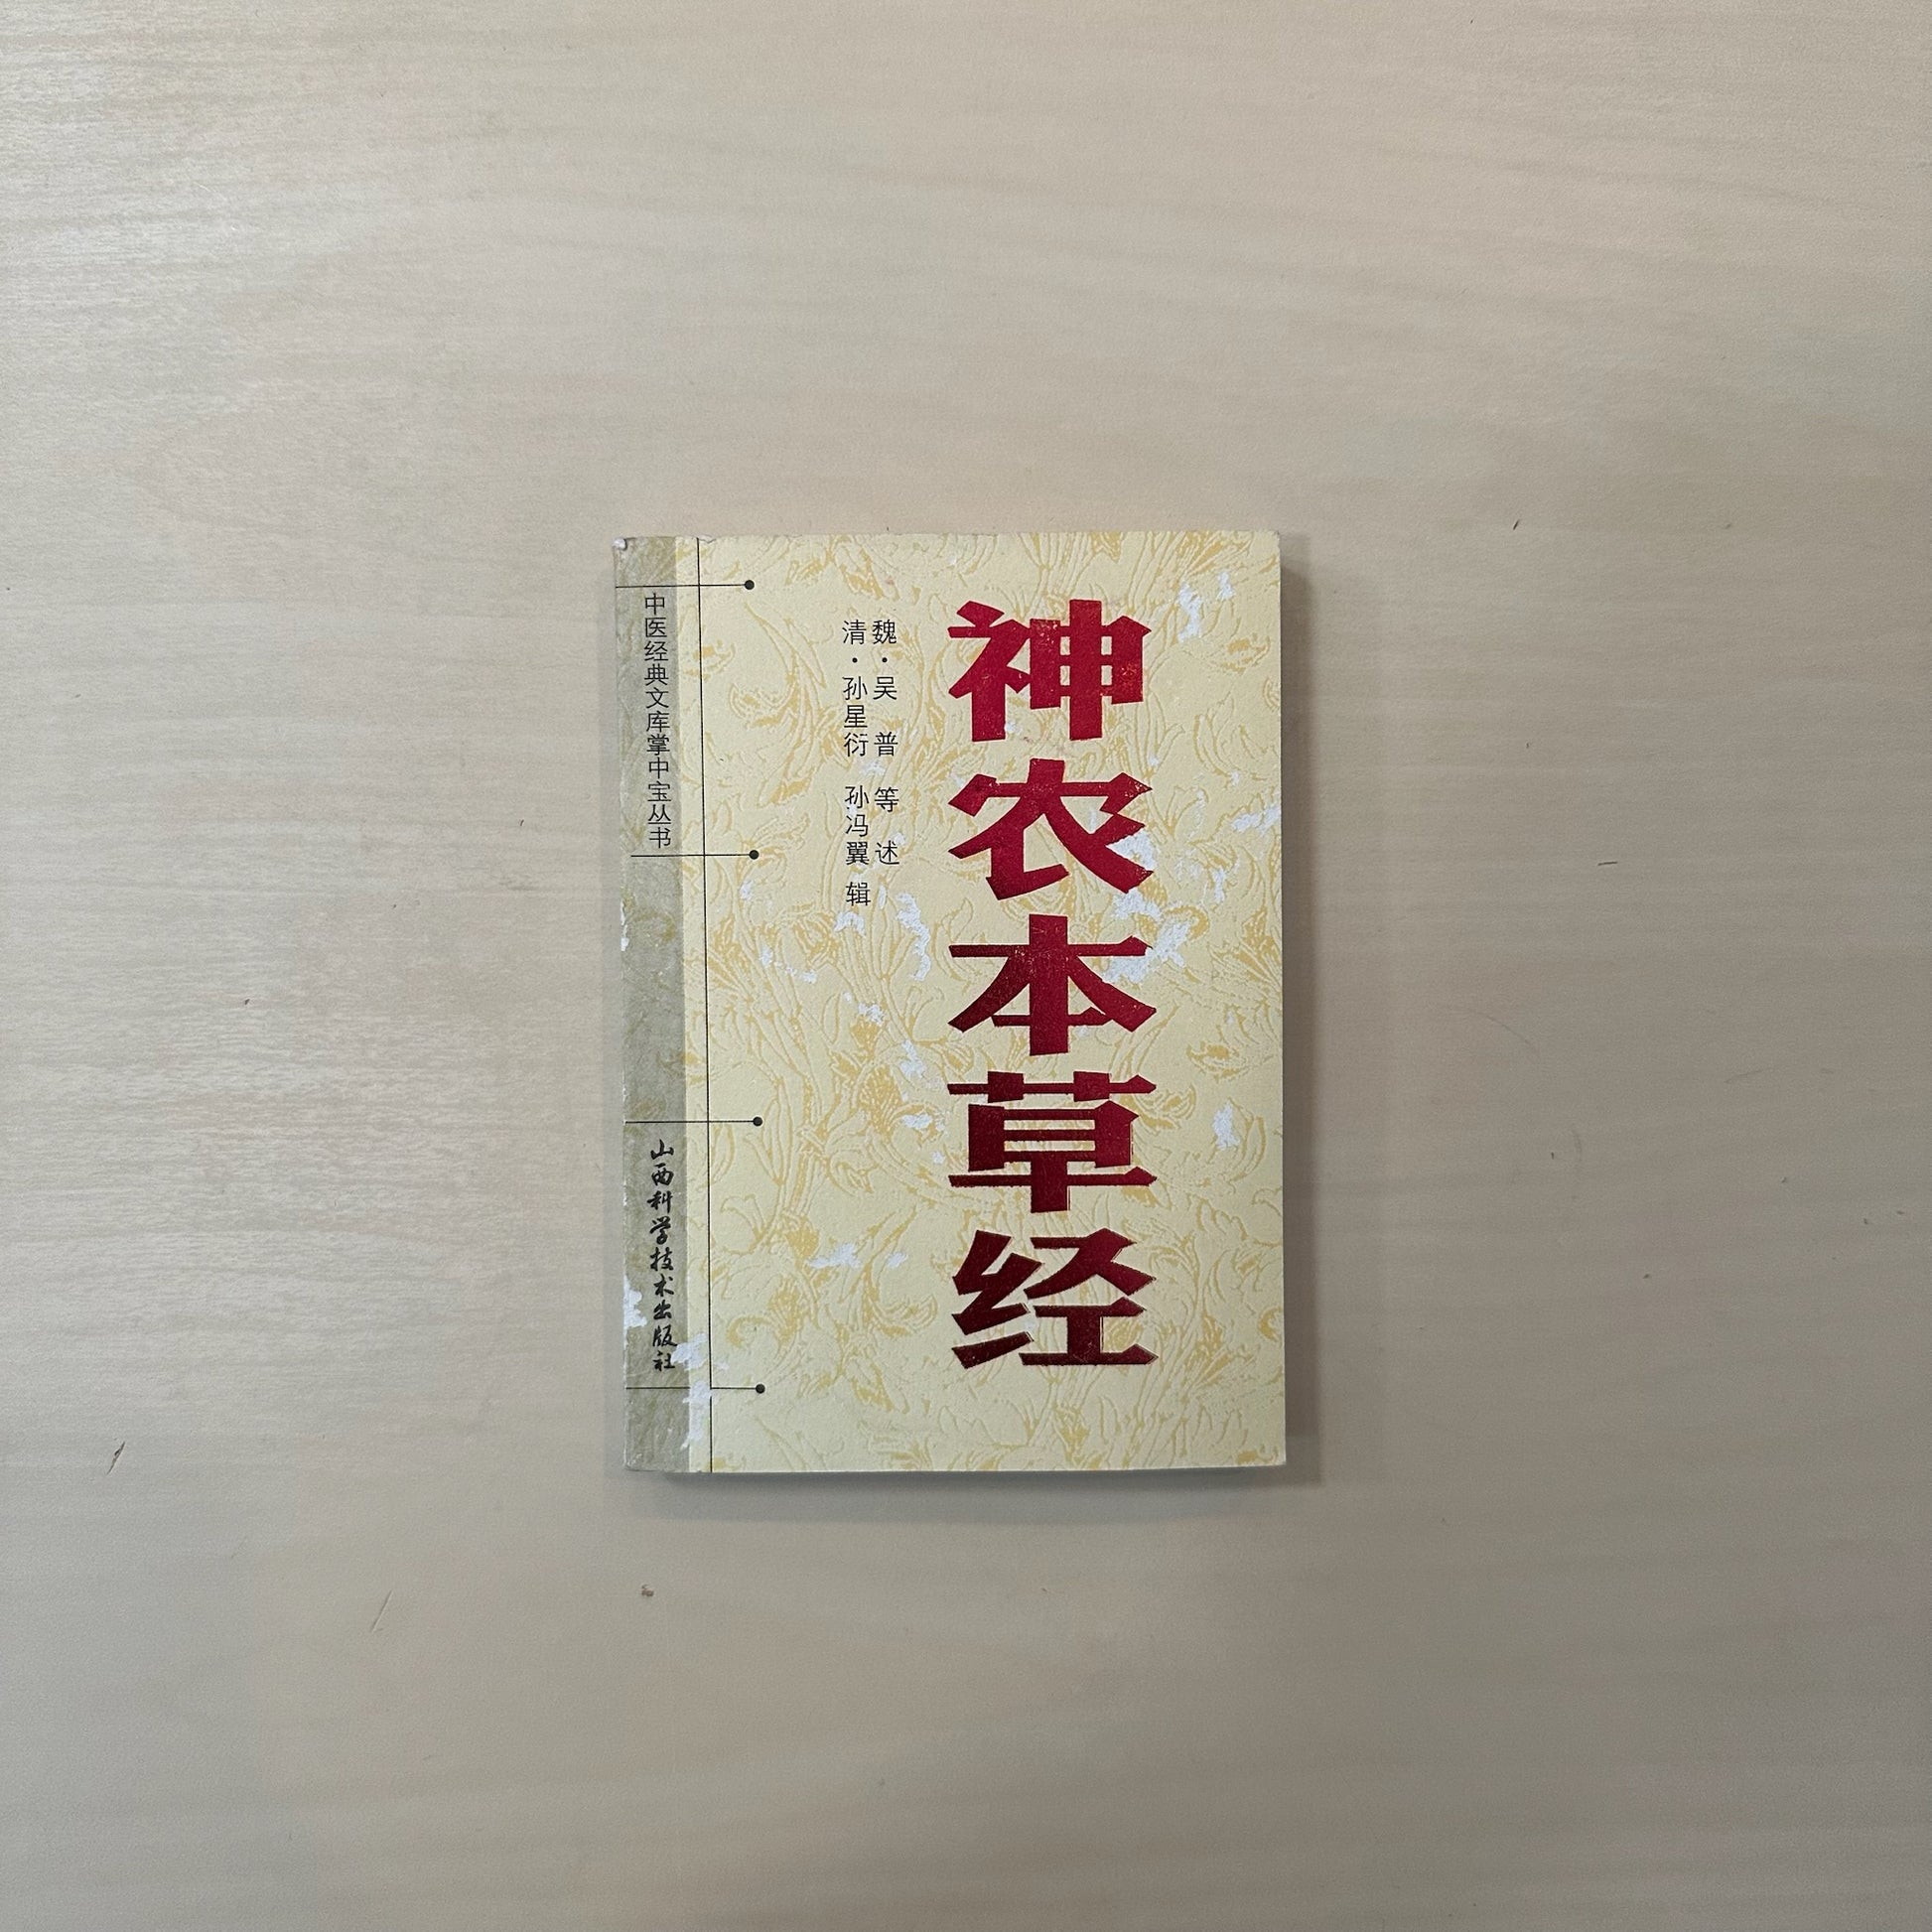 神农本草经
魏·吴普等述
清·孙星衍 孙冯翼 辑
中医经典文库掌中宝丛书
山西科学技术出版社